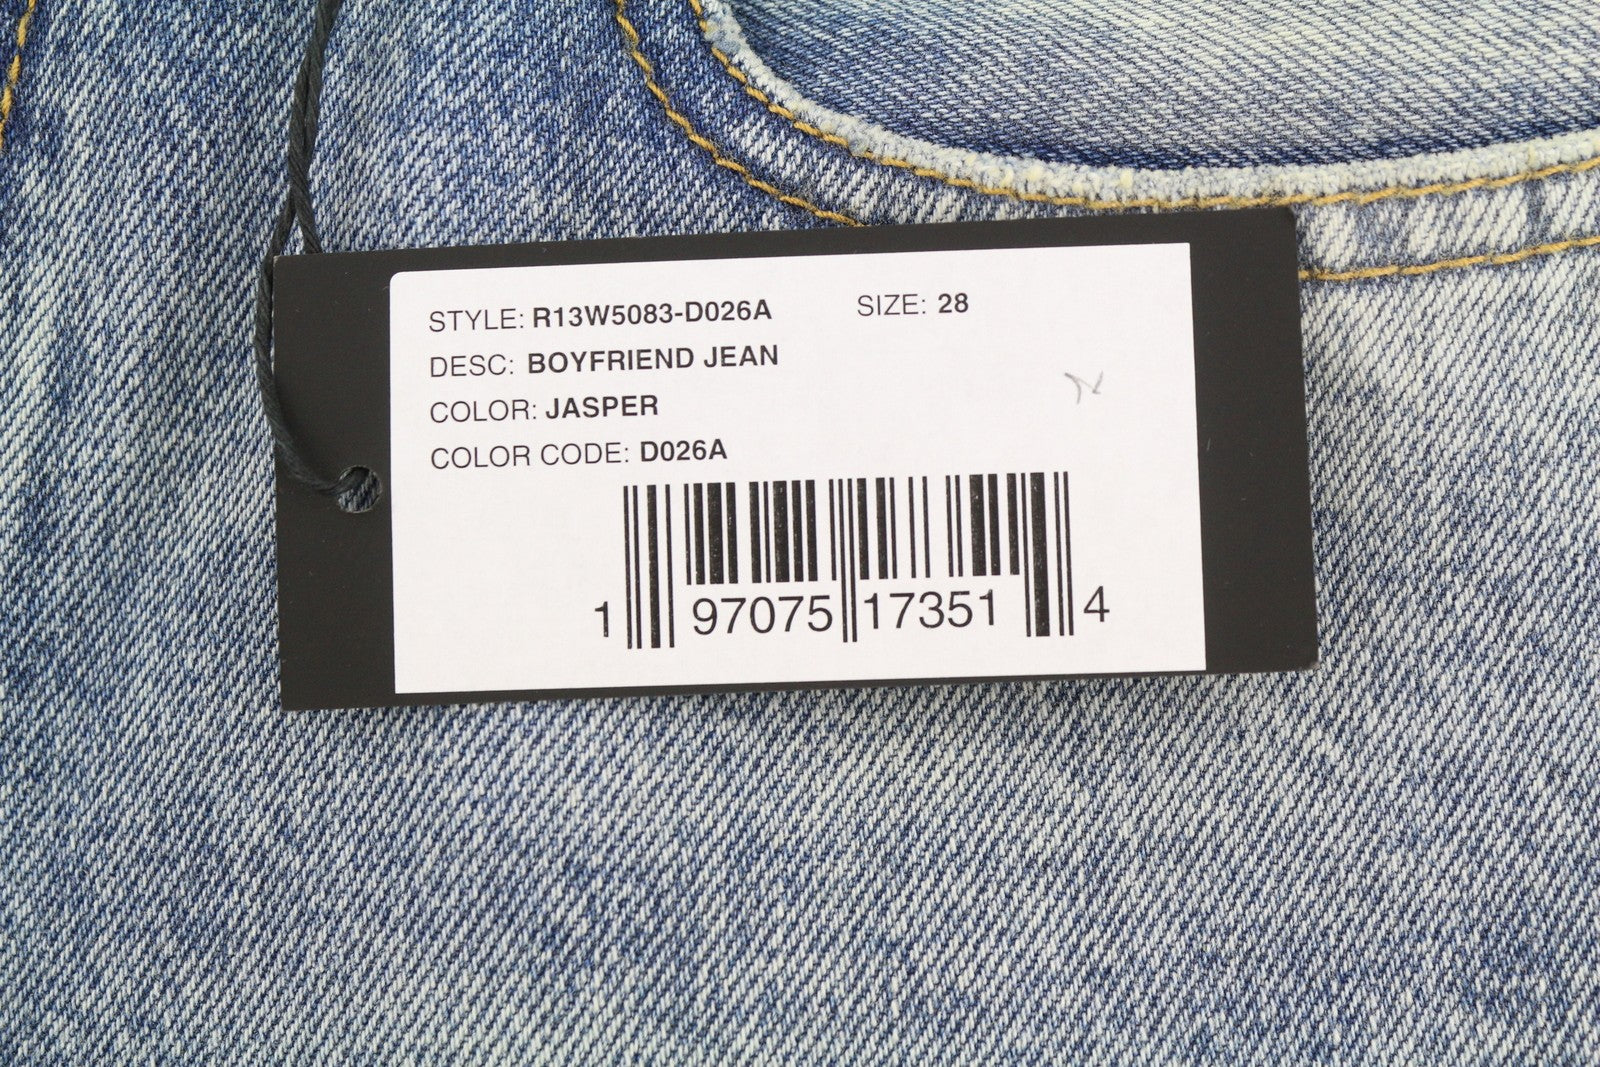 STYLE: R13W5083-D026A SIZE: 28
DESC: BOYFRIEND JEAN
COLOR: JASPER
COLOR CODE: D026A
1 97075 17351 4